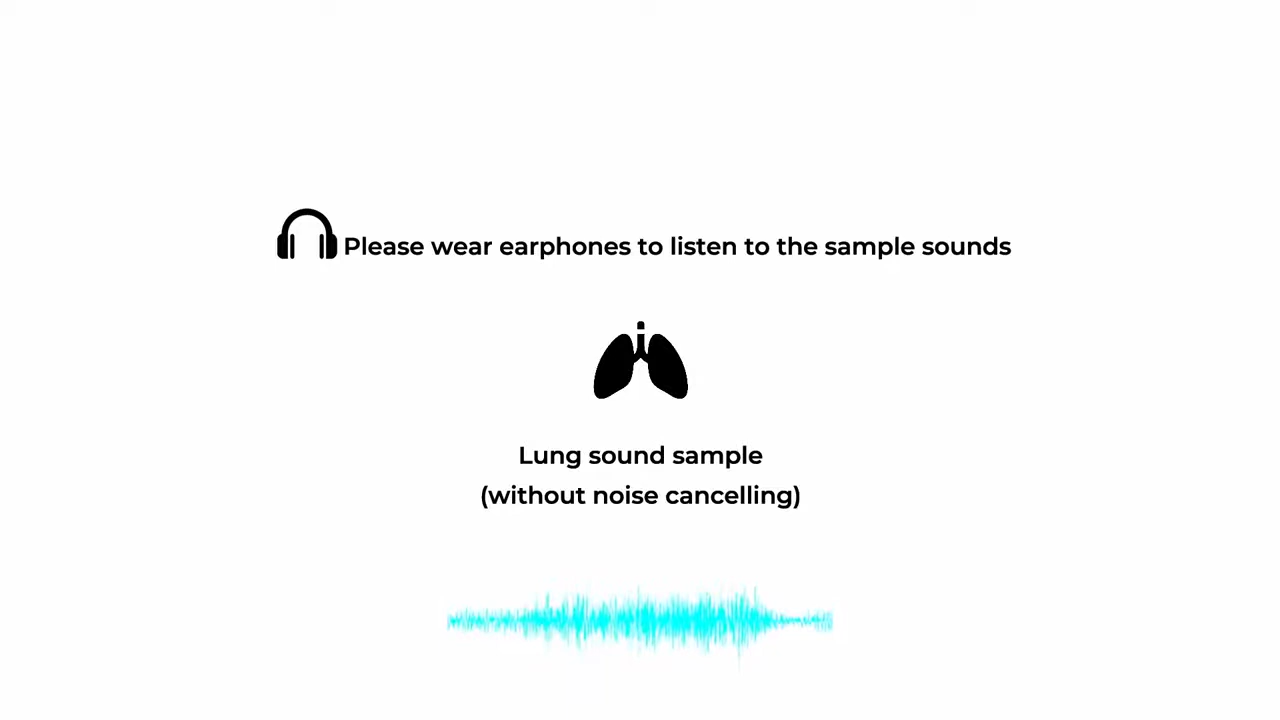 Please wear earphones to listen to the sample sounds
Lung sound sample
(without noise cancelling)